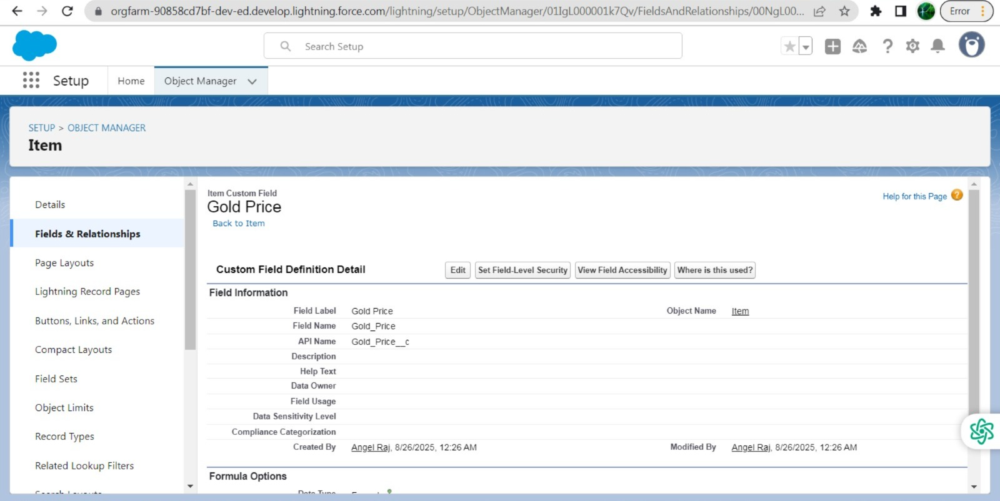 orgfarm-90858cd7bf-dev-ed.develop.lightning.force.com/lightning/setup/ObjectManager/01IgL000001k7Qv/FieldsAndRelationships/00NgL00...
Error
Search Setup
Setup
Home
Object Manager
SETUP > OBJECT MANAGER
Item
Details
Fields & Relationships
Page Layouts
Lightning Record Pages
Buttons, Links, and Actions
Compact Layouts
Field Sets
Object Limits
Record Types
Related Lookup Filters
Search Layouts
Item Custom Field
Gold Price
Back to Item
Help for this Page ?
Custom Field Definition Detail
Edit
Set Field-Level Security
View Field Accessibility
Where is this used?
Field Information
Field Label Gold Price Object Name Item
Field Name Gold_Price
API Name Gold_Price__c
Description
Help Text
Data Owner
Field Usage
Data Sensitivity Level
Compliance Categorization
Created By Angel Raj, 8/26/2025, 12:26 AM Modified By Angel Raj, 8/26/2025, 12:26 AM
Formula Options
Data Type